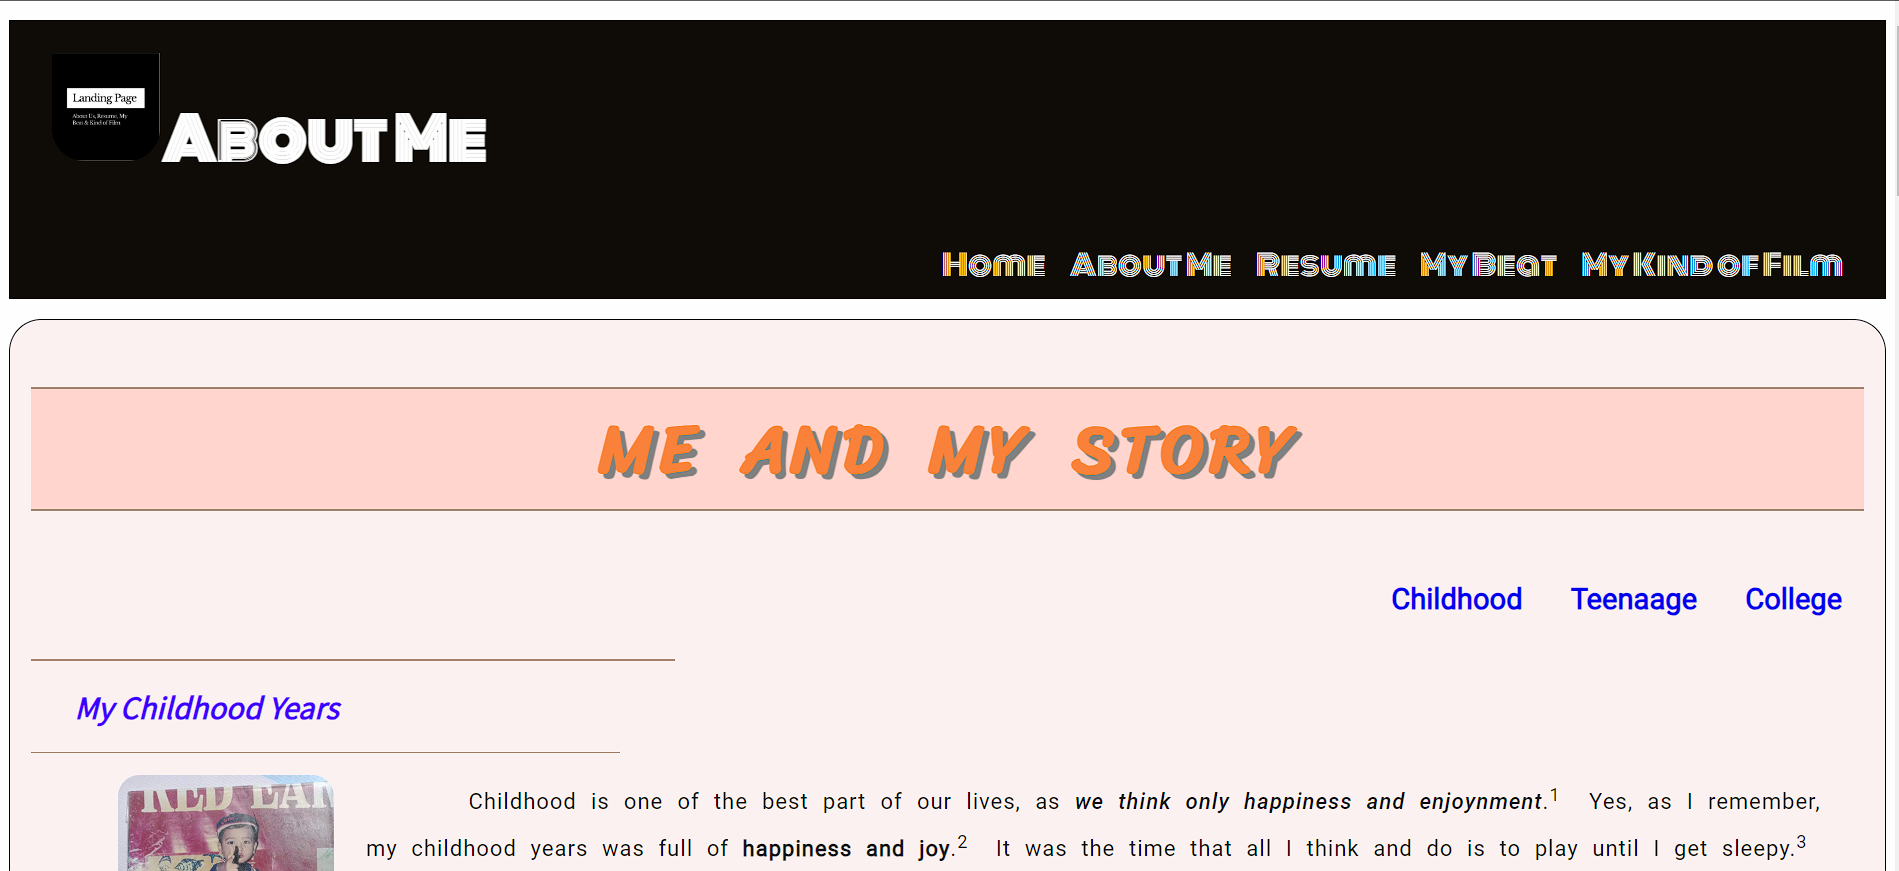 Landing Page
About Us, Resume, My
Beat & Kind of Film
About Me
Home About Me Resume My Beat My Kind of Film
ME AND MY STORY
Childhood Teenaage College
My Childhood Years
RED EAR
Childhood is one of the best part of our lives, as we think only happiness and enjoynment.1 Yes, as I remember,
my childhood years was full of happiness and joy.2 It was the time that all I think and do is to play until I get sleepy.3